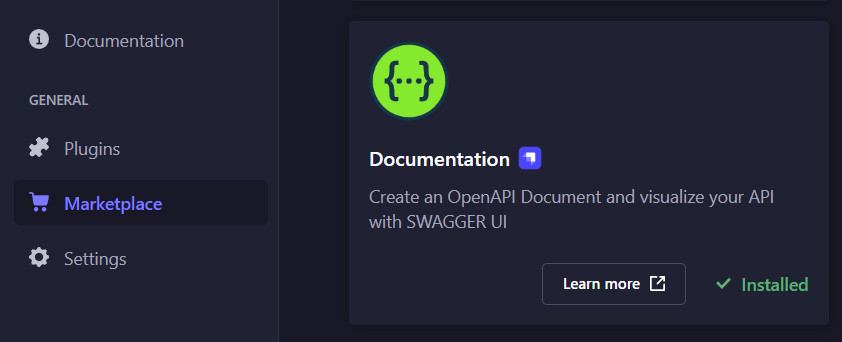 Documentation
GENERAL
Plugins
Marketplace
Settings
Documentation
Create an OpenAPI Document and visualize your API
with SWAGGER UI
Learn more
Installed